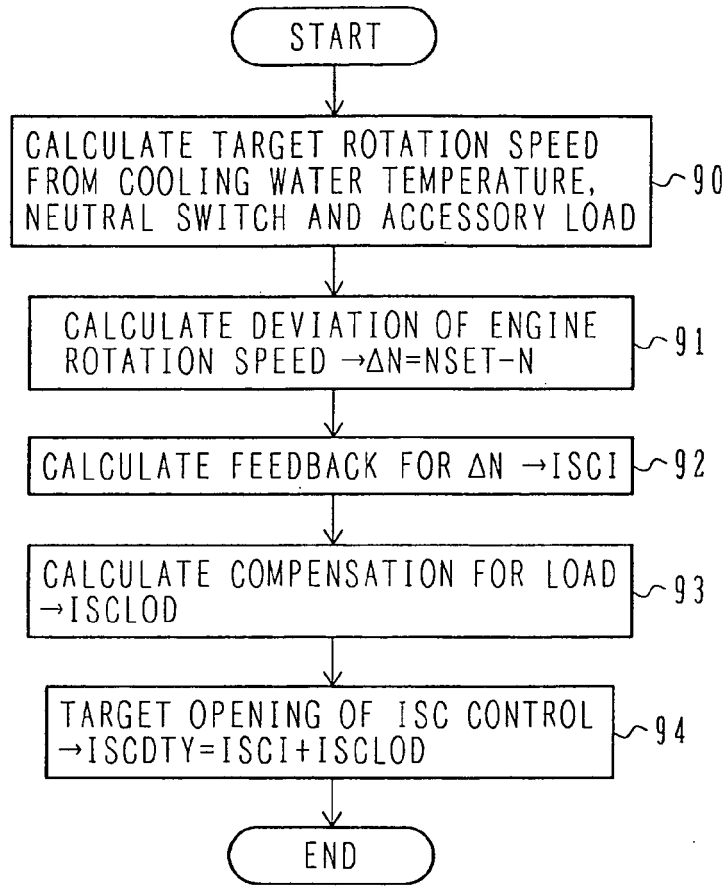 START
CALCULATE TARGET ROTATION SPEED
FROM COOLING WATER TEMPERATURE,
NEUTRAL SWITCH AND ACCESSORY LOAD
90
CALCULATE DEVIATION OF ENGINE
ROTATION SPEED →ΔN=NSET-N
91
CALCULATE FEEDBACK FOR ΔN →ISCI
92
CALCULATE COMPENSATION FOR LOAD
→ISCLOD
93
TARGET OPENING OF ISC CONTROL
→ISCDTY=ISCI+ISCLOD
94
END